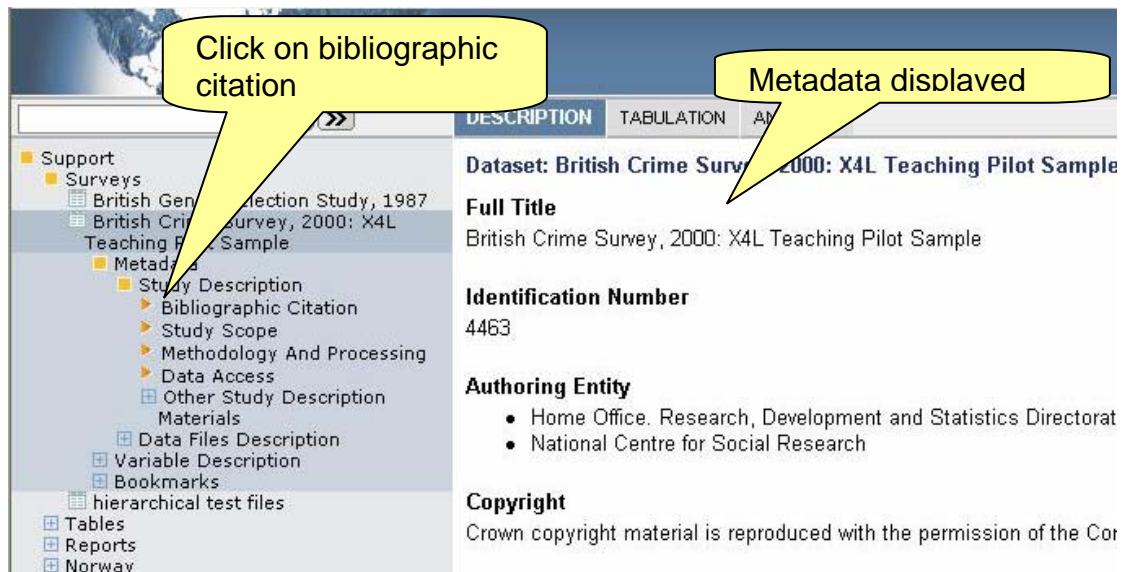 Click on bibliographic
citation
Metadata displayed
DESCRIPTION TABULATION
Support
Surveys
British Election Study, 1987
British Survey, 2000: X4L
Teaching Sample
Metadata
Study Description
Bibliographic Citation
Study Scope
Methodology And Processing
Data Access
Other Study Description
Materials
Data Files Description
Variable Description
Bookmarks
hierarchical test files
Tables
Reports
Norway
Dataset: British Crime 2000: X4L Teaching Pilot Sample
Full Title
British Crime Survey, 2000: X4L Teaching Pilot Sample
Identification Number
4463
Authoring Entity
Home Office. Research, Development and Statistics Directorat
National Centre for Social Research
Copyright
Crown copyright material is reproduced with the permission of the Cor